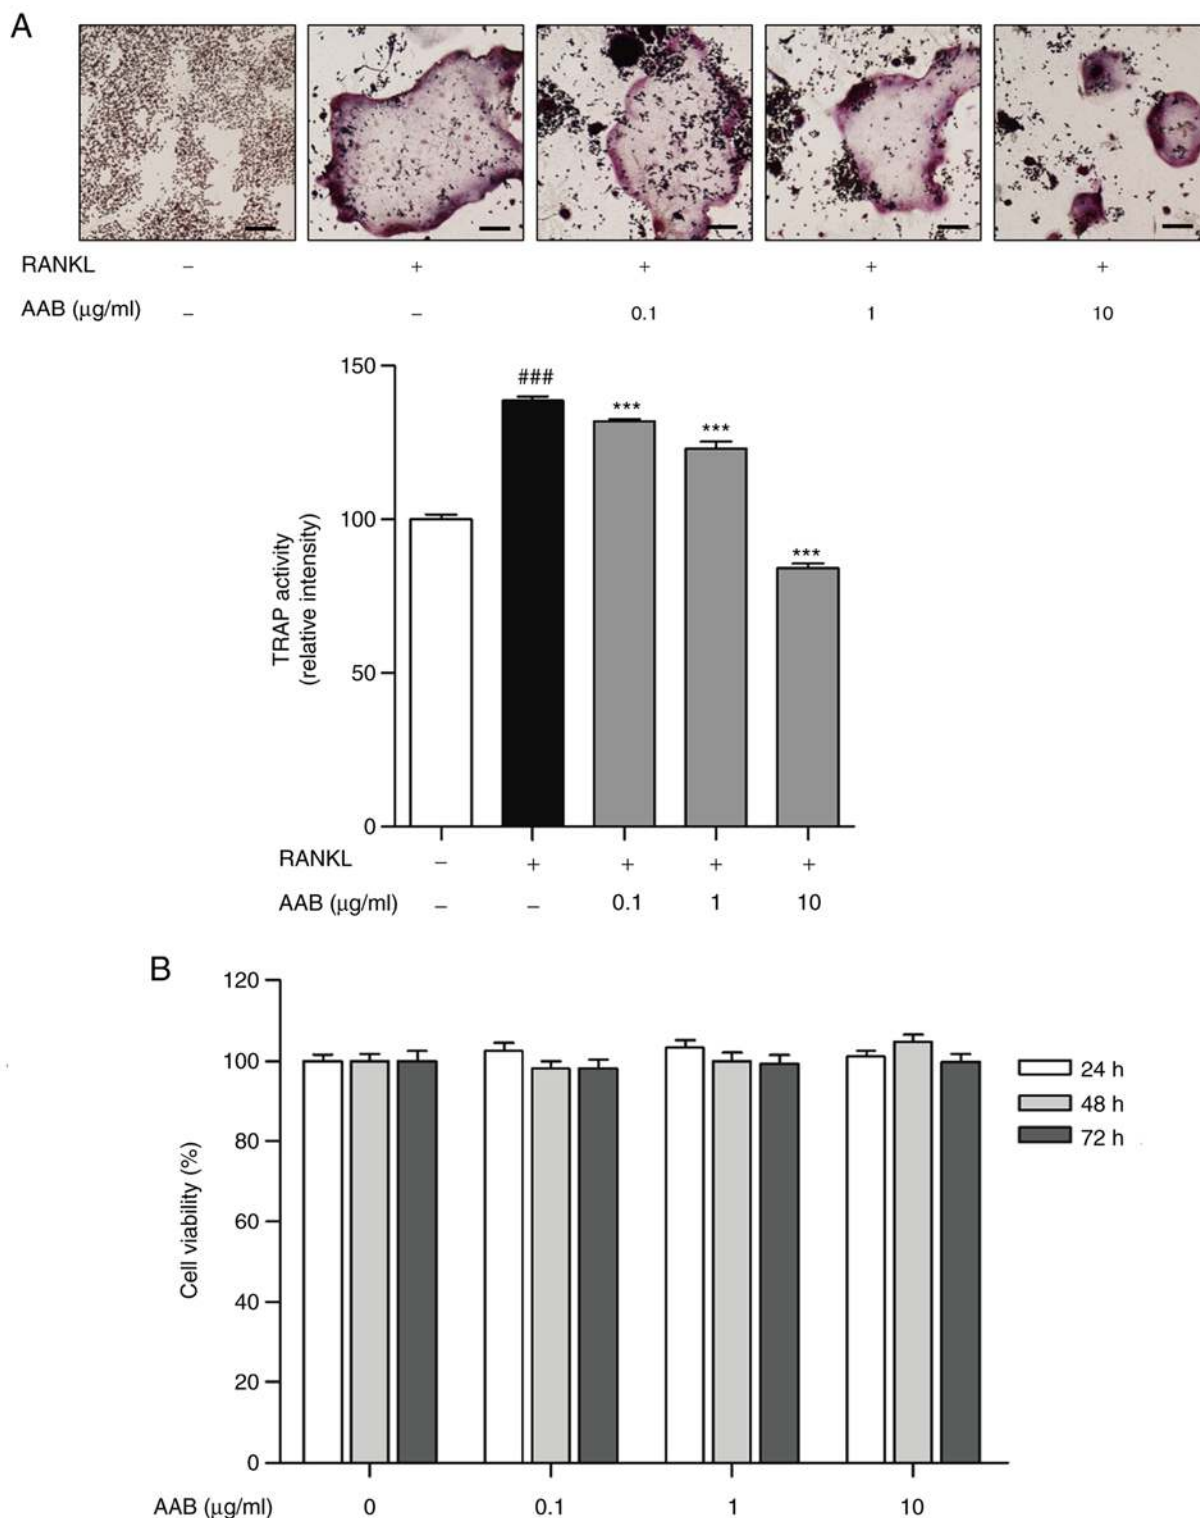 A
RANKL – + + + +
AAB (μg/ml) – – 0.1 1 10
150
###
***
***
100
***
TRAP activity
(relative intensity)
50
0
RANKL – + + + +
AAB (μg/ml) – – 0.1 1 10
B
120
100
24 h
48 h
80
72 h
Cell viability (%)
60
40
20
0
AAB (μg/ml) 0 0.1 1 10